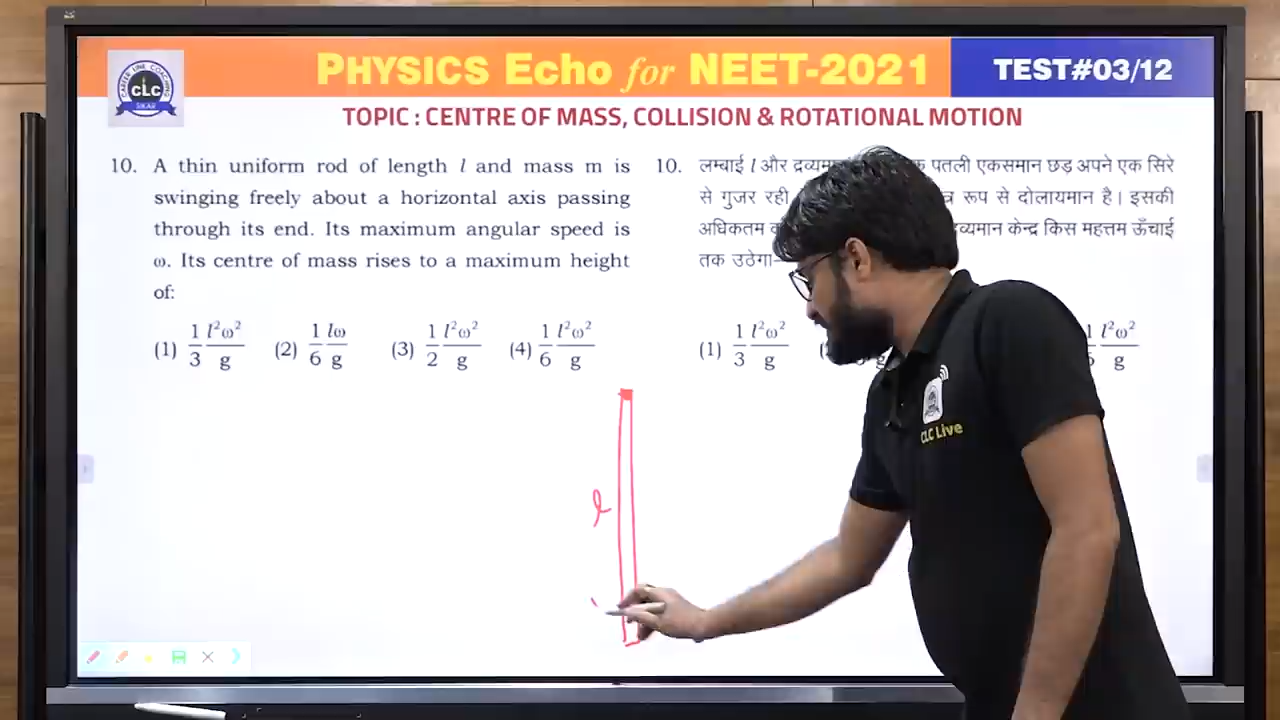 PHYSICS Echo for NEET-2021
TEST#03/12
CLC
SIKAR
TOPIC : CENTRE OF MASS, COLLISION & ROTATIONAL MOTION
10. A thin uniform rod of length l and mass m is
swinging freely about a horizontal axis passing
through its end. Its maximum angular speed is
ω. Its centre of mass rises to a maximum height
of:
(1) 1/3 l²ω²/g (2) 1/6 lω/g (3) 1/2 l²ω²/g (4) 1/6 l²ω²/g
10. लम्बाई l और पतली एकसमान छड़ अपने एक सिरे
से गुजर रही रूप से दोलायमान है। इसकी
अधिकतम केन्द्र किस महत्तम ऊँचाई
तक उठेगा-
(1) 1/3 l²ω²/g l²ω²/g
l
CLC Live